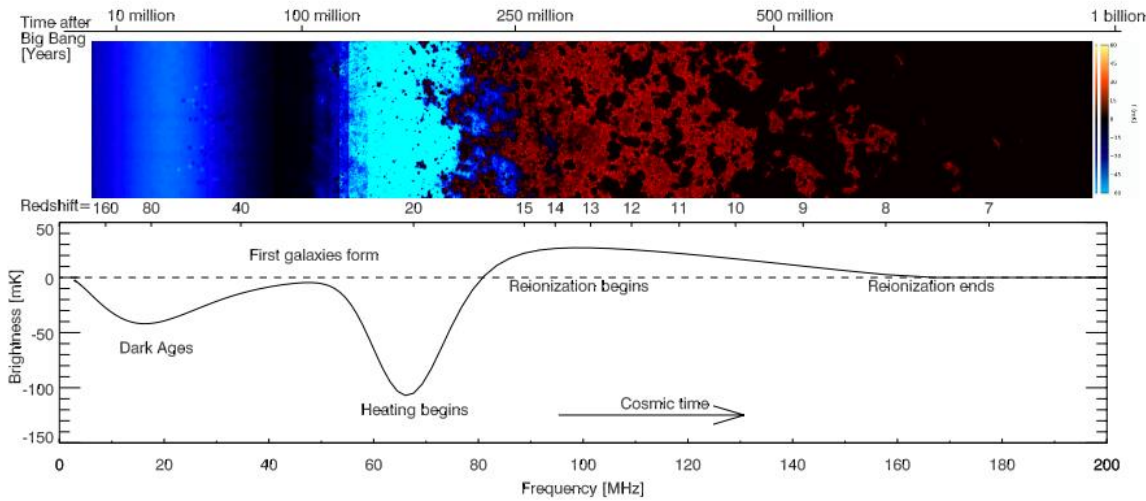 Time after 10 million 100 million 250 million 500 million 1 billion
Big Bang
[Years]
Redshift= 160 80 40 20 15 14 13 12 11 10 9 8 7
50
0
-50
-100
-150
Brightness [mK]
First galaxies form
Reionization begins
Reionization ends
Dark Ages
Heating begins
Cosmic time
0 20 40 60 80 100 120 140 160 180 200
Frequency [MHz]